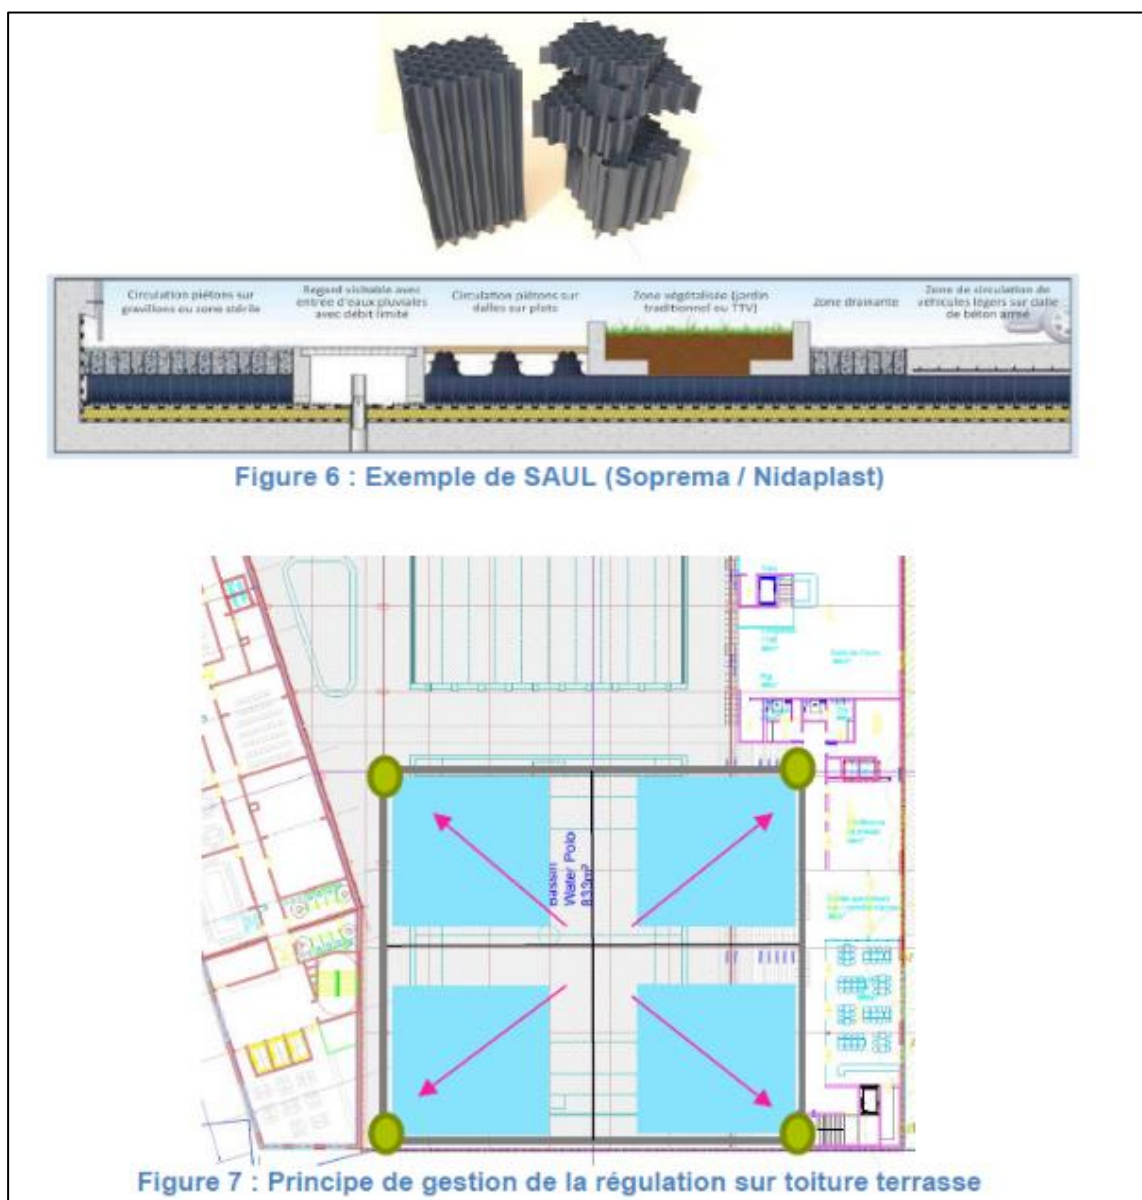 Circulation piétons sur
gravillons ou zone stérile
Regard visitable avec
entrée d'eaux pluviales
avec débit limité
Circulation piétons sur
dalles sur plots
Zone végétalisée (jardin
traditionnel ou TTV)
Zone drainante
Zone de circulation de
véhicules légers sur dalle
de béton armé
Figure 6 : Exemple de SAUL (Soprema / Nidaplast)
Bassin
Water Polo
833m²
Figure 7 : Principe de gestion de la régulation sur toiture terrasse